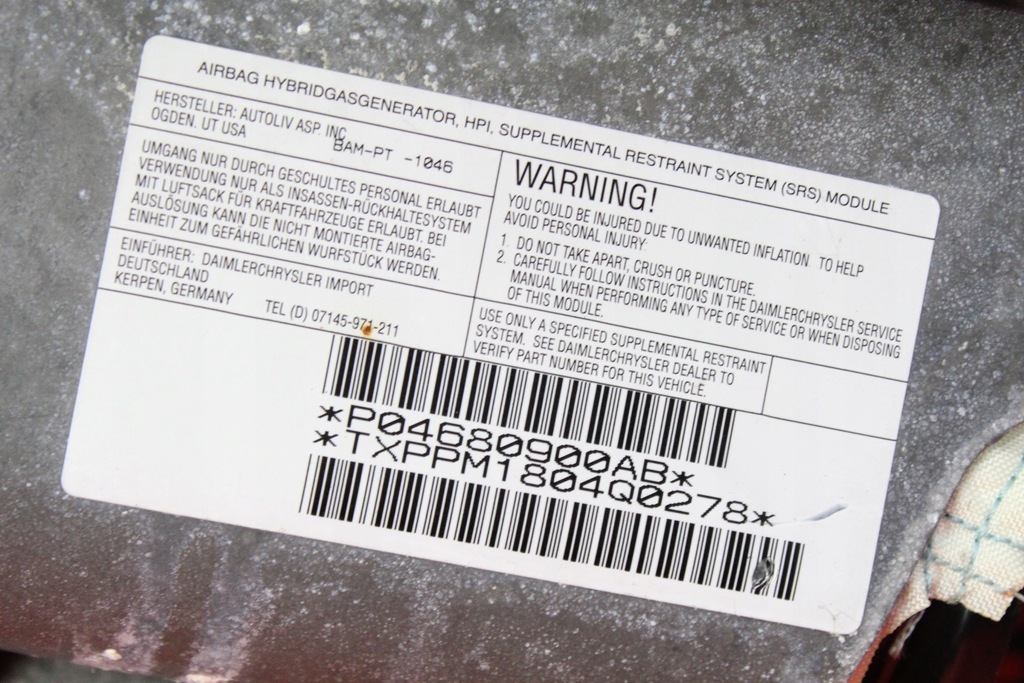 AIRBAG HYBRIDGASGENERATOR, HPI, SUPPLEMENTAL RESTRAINT SYSTEM (SRS) MODULE
HERSTELLER: AUTOLIV ASP. INC
OGDEN. UT USA
BAM-PT -1046
UMGANG NUR DURCH GESCHULTES PERSONAL ERLAUBT
VERWENDUNG NUR ALS INSASSEN-RÜCKHALTESYSTEM
MIT LUFTSACK FÜR KRAFTFAHRZEUGE ERLAUBT. BEI
AUSLÖSUNG KANN DIE NICHT MONTIERTE AIRBAG-
EINHEIT ZUM GEFÄHRLICHEN WURFSTÜCK WERDEN.
EINFÜHRER: DAIMLERCHRYSLER IMPORT
DEUTSCHLAND
KERPEN, GERMANY
TEL (D) 07145-971-211
WARNING!
YOU COULD BE INJURED DUE TO UNWANTED INFLATION TO HELP
AVOID PERSONAL INJURY:
1. DO NOT TAKE APART, CRUSH OR PUNCTURE.
2. CAREFULLY FOLLOW INSTRUCTIONS IN THE DAIMLERCHRYSLER SERVICE
MANUAL WHEN PERFORMING ANY TYPE OF SERVICE OR WHEN DISPOSING
OF THIS MODULE.
USE ONLY A SPECIFIED SUPPLEMENTAL RESTRAINT
SYSTEM. SEE DAIMLERCHRYSLER DEALER TO
VERIFY PART NUMBER FOR THIS VEHICLE.
*P04680900AB*
*TXPPM1804Q0278*